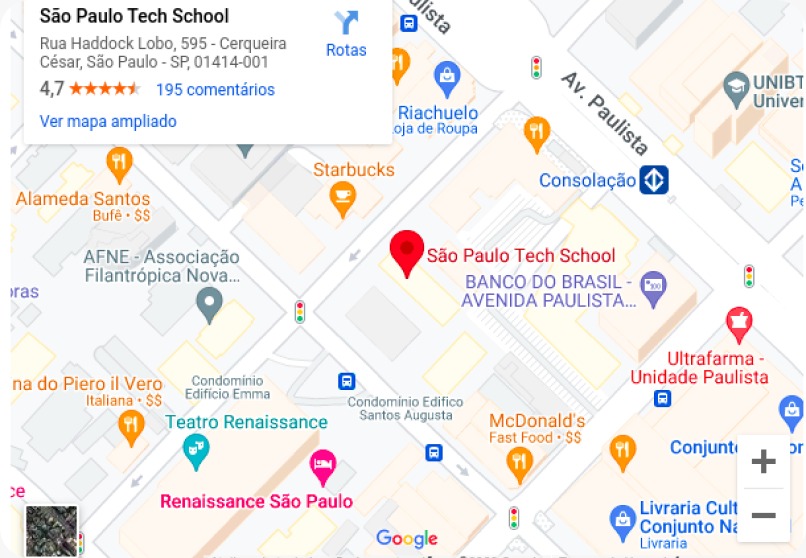 São Paulo Tech School
Rua Haddock Lobo, 595 - Cerqueira
César, São Paulo - SP, 01414-001
Rotas
4,7 195 comentários
Ver mapa ampliado
ulista
Av. Paulista
UNIBT
Univer
Riachuelo
oja de Roupa
Starbucks
Consolação
Alameda Santos
Bufê • $$
São Paulo Tech School
AFNE - Associação
Filantrópica Nova...
BANCO DO BRASIL -
AVENIDA PAULISTA...
oras
Ultrafarma -
Unidade Paulista
na do Piero il Vero
Italiana • $$
Condomínio
Edifício Emma
Condomínio Edifico
Santos Augusta
Teatro Renaissance
McDonald's
Fast Food • $$
Conjunto
or
ce
Renaissance São Paulo
Livraria Cult
Conjunto Na
Livraria
Google